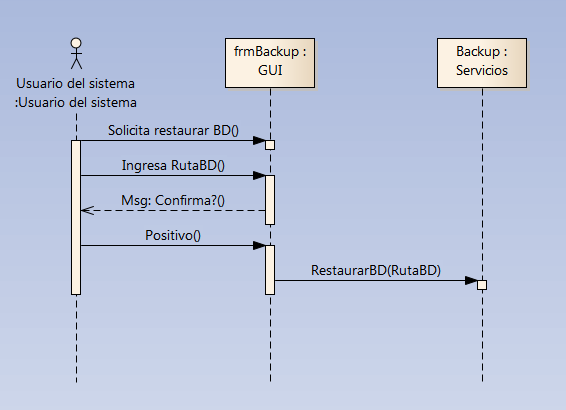 frmBackup :
GUI
Backup :
Servicios
Usuario del sistema
:Usuario del sistema
Solicita restaurar BD()
Ingresa RutaBD()
Msg: Confirma?()
Positivo()
RestaurarBD(RutaBD)